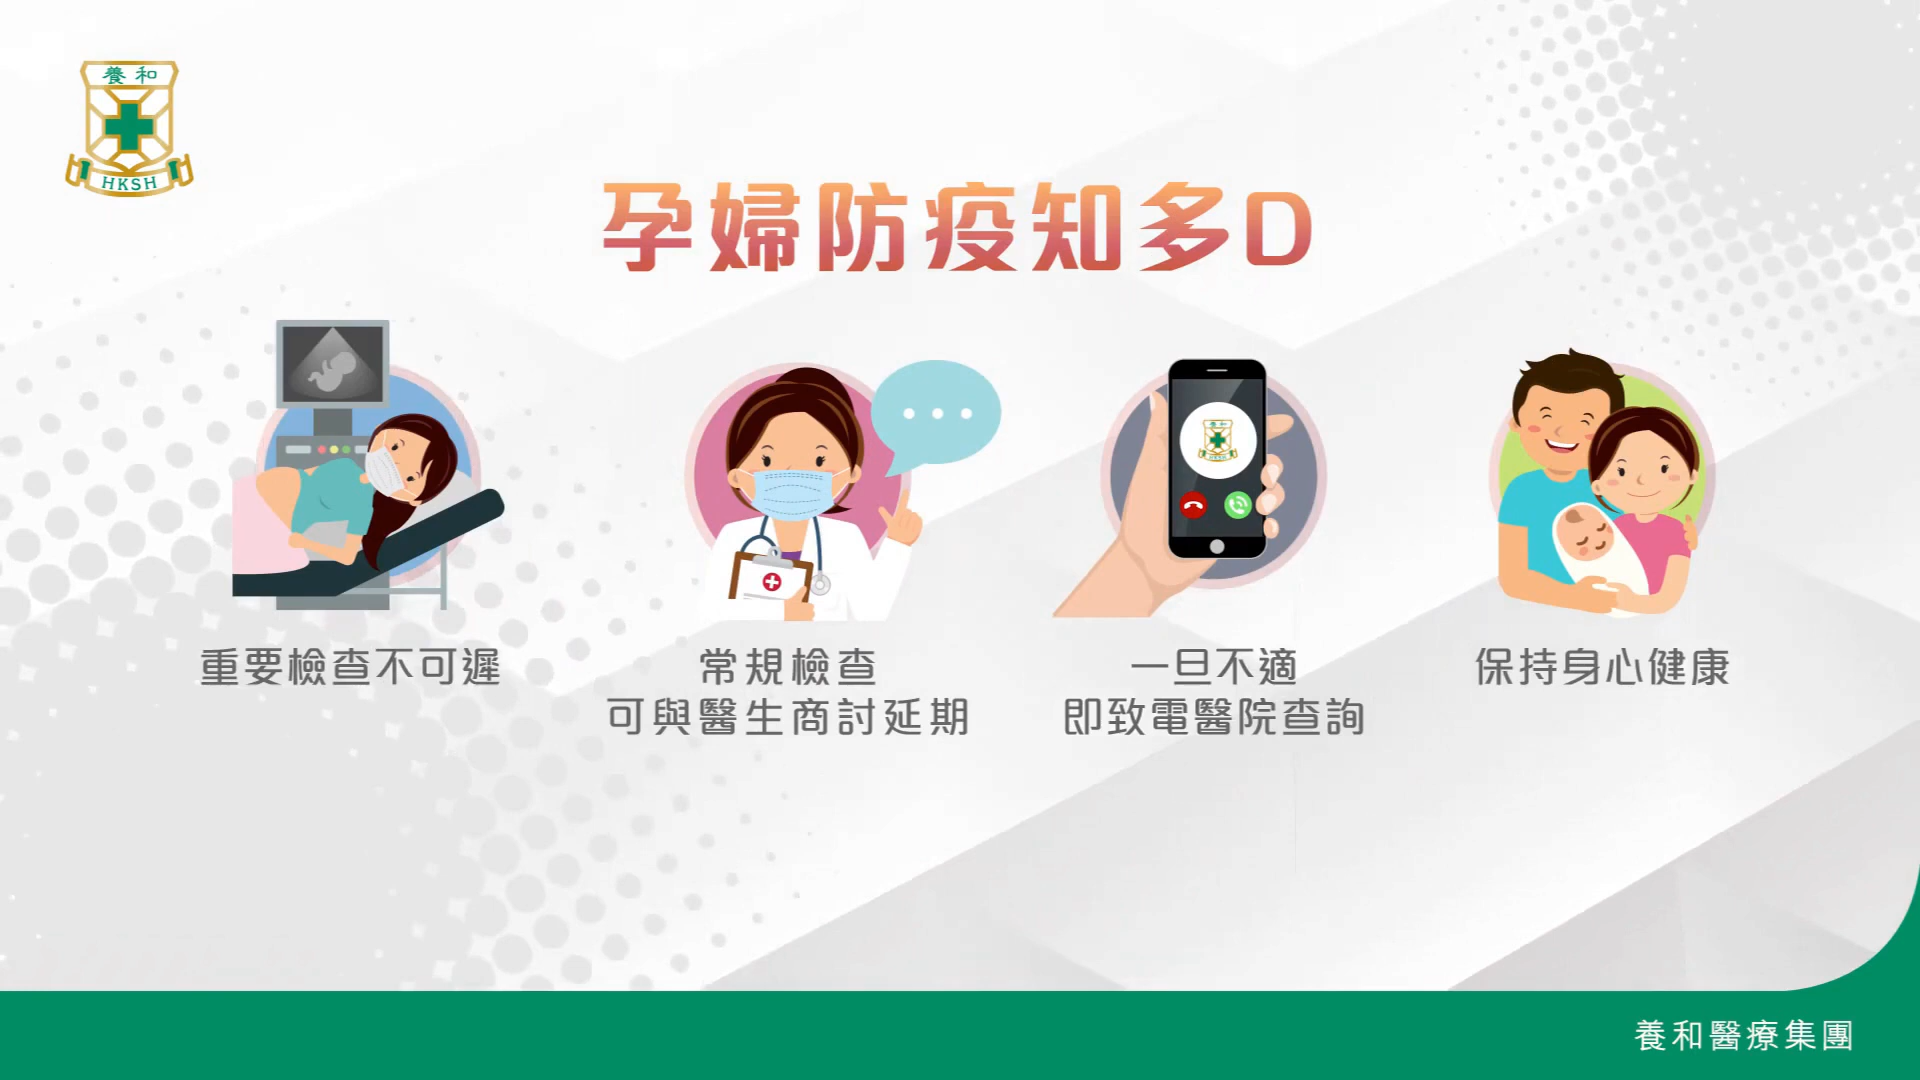 養和
HKSH
孕婦防疫知多D
重要檢查不可遲
常規檢查
可與醫生商討延期
一旦不適
即致電醫院查詢
保持身心健康
養和醫療集團